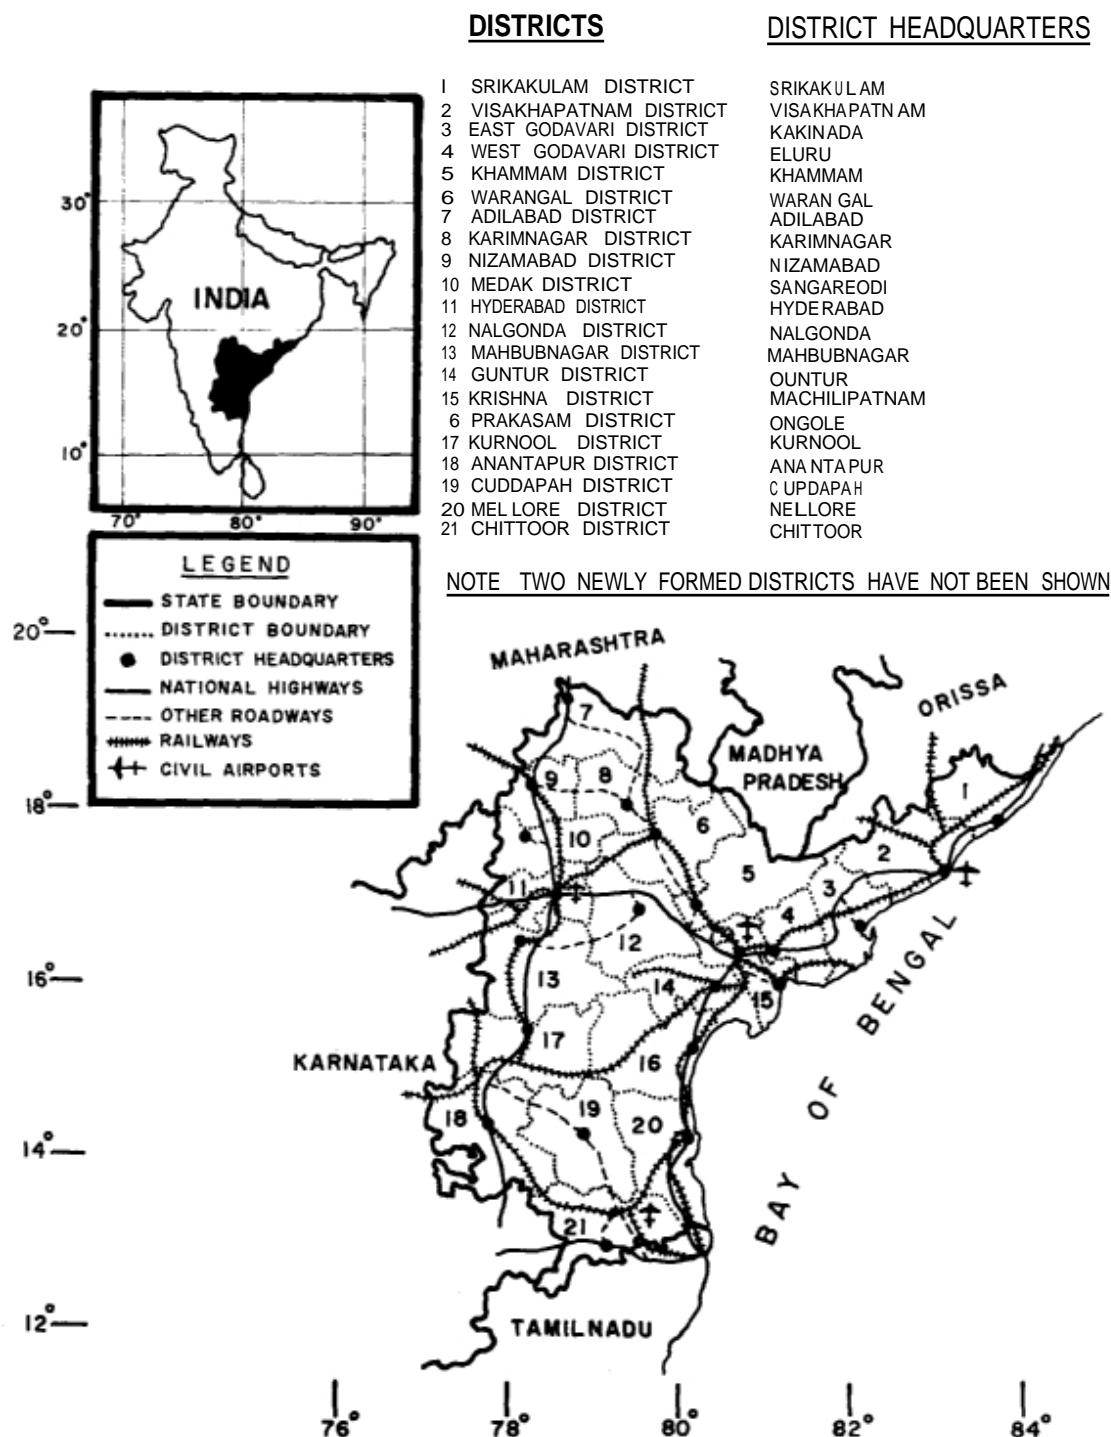 DISTRICTS DISTRICT HEADQUARTERS
I SRIKAKULAM DISTRICT SRIKAKULAM
2 VISAKHAPATNAM DISTRICT VISAKHAPATNAM
3 EAST GODAVARI DISTRICT KAKINADA
4 WEST GODAVARI DISTRICT ELURU
5 KHAMMAM DISTRICT KHAMMAM
6 WARANGAL DISTRICT WARAN GAL
7 ADILABAD DISTRICT ADILABAD
8 KARIMNAGAR DISTRICT KARIMNAGAR
9 NIZAMABAD DISTRICT NIZAMABAD
10 MEDAK DISTRICT SANGAREODI
11 HYDERABAD DISTRICT HYDERABAD
12 NALGONDA DISTRICT NALGONDA
13 MAHBUBNAGAR DISTRICT MAHBUBNAGAR
14 GUNTUR DISTRICT OUNTUR
15 KRISHNA DISTRICT MACHILIPATNAM
6 PRAKASAM DISTRICT ONGOLE
17 KURNOOL DISTRICT KURNOOL
18 ANANTAPUR DISTRICT ANANTAPUR
19 CUDDAPAH DISTRICT CUPDAPAH
20 MEL LORE DISTRICT NELLORE
21 CHITTOOR DISTRICT CHITTOOR
NOTE TWO NEWLY FORMED DISTRICTS HAVE NOT BEEN SHOWN
30°
INDIA
20°
10°
70° 80° 90°
LEGEND
STATE BOUNDARY
DISTRICT BOUNDARY
DISTRICT HEADQUARTERS
NATIONAL HIGHWAYS
OTHER ROADWAYS
RAILWAYS
CIVIL AIRPORTS
20°
MAHARASHTRA
ORISSA
7
MADHYA
PRADESH
9
8
1
18°
6
10
2
5
11
3
4
12
BAY OF BENGAL
16°
13
14
15
17
16
KARNATAKA
19
18
20
14°
21
12°
TAMILNADU
76° 78° 80° 82° 84°